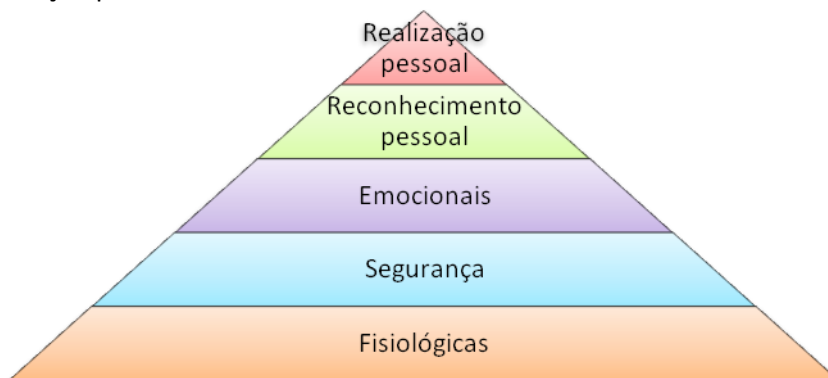 Realização
pessoal
Reconhecimento
pessoal
Emocionais
Segurança
Fisiológicas